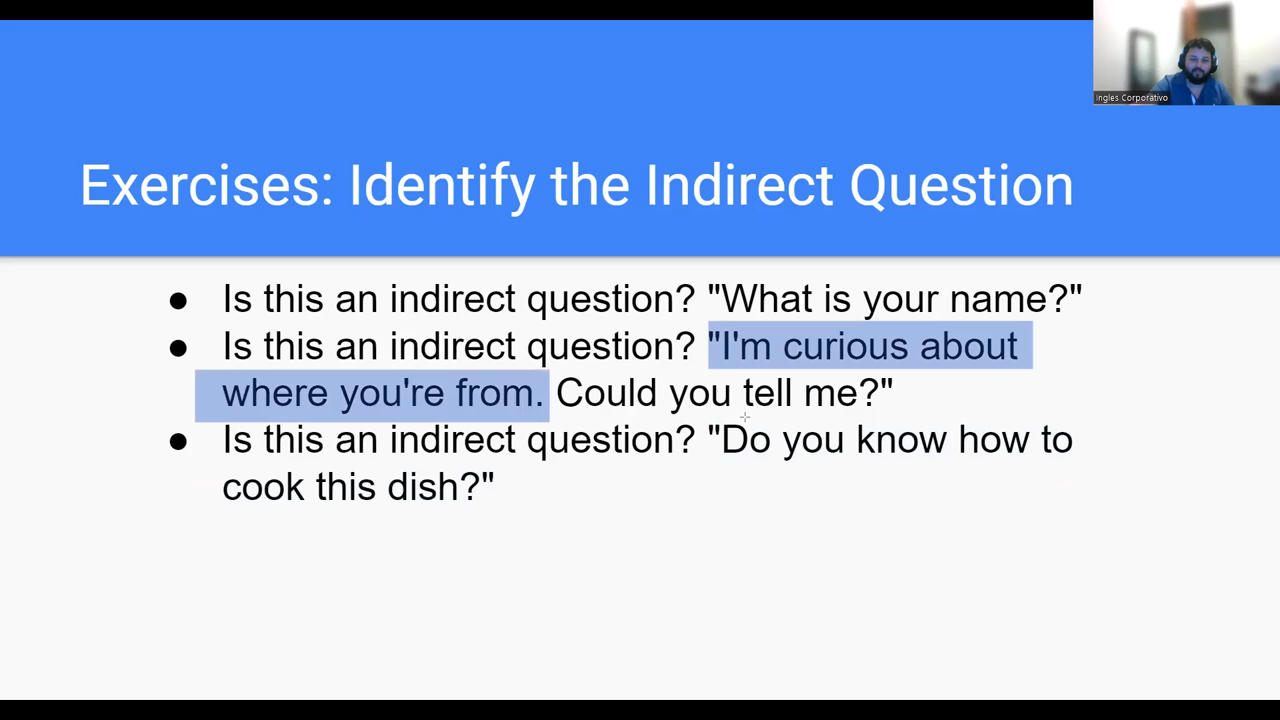 Ingles Corporativo
Exercises: Identify the Indirect Question
● Is this an indirect question? "What is your name?"
● Is this an indirect question? "I'm curious about
where you're from. Could you tell me?"
● Is this an indirect question? "Do you know how to
cook this dish?"